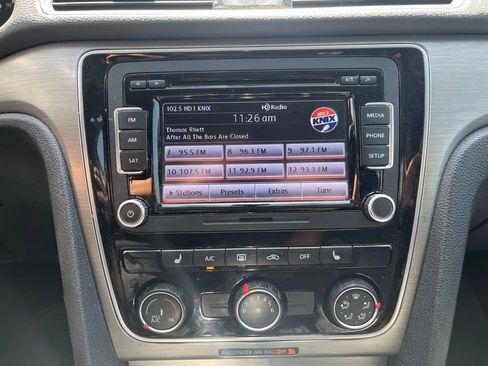 102.5 HD1 KNIX
HD Radio
11:26 am
102.5
KNIX
Thomas Rhett
After All The Bars Are Closed
7 95.5 FM
8 96.3 FM
9 97.1 FM
10 107.5 FM
11 92.9 FM
12 93.3 FM
Stations
Presets
Extras
Tune
FM
AM
SAT
MEDIA
PHONE
SETUP
A/C
OFF
A/C
HI
PASSENGER AIR BAG OFF